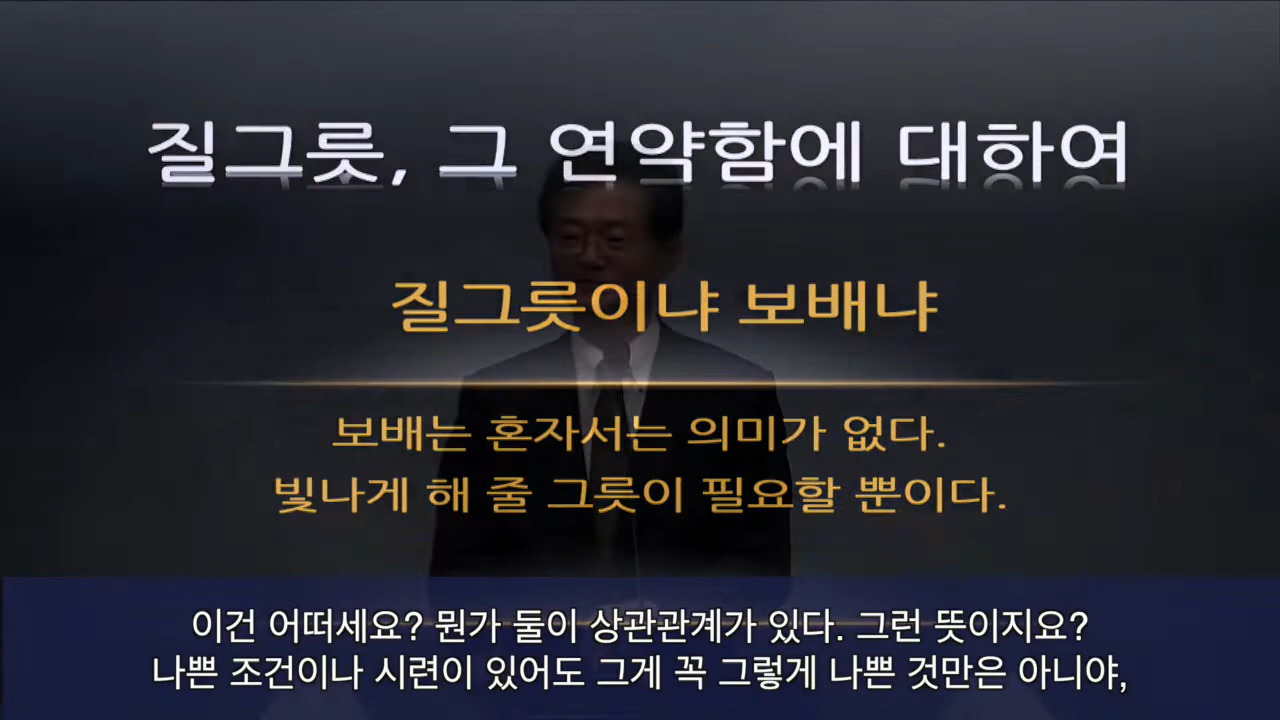 질그릇, 그 연약함에 대하여
질그릇이냐 보배냐
보배는 혼자서는 의미가 없다.
빛나게 해 줄 그릇이 필요할 뿐이다.
이건 어떠세요? 뭔가 둘이 상관관계가 있다. 그런 뜻이지요?
나쁜 조건이나 시련이 있어도 그게 꼭 그렇게 나쁜 것만은 아니야,